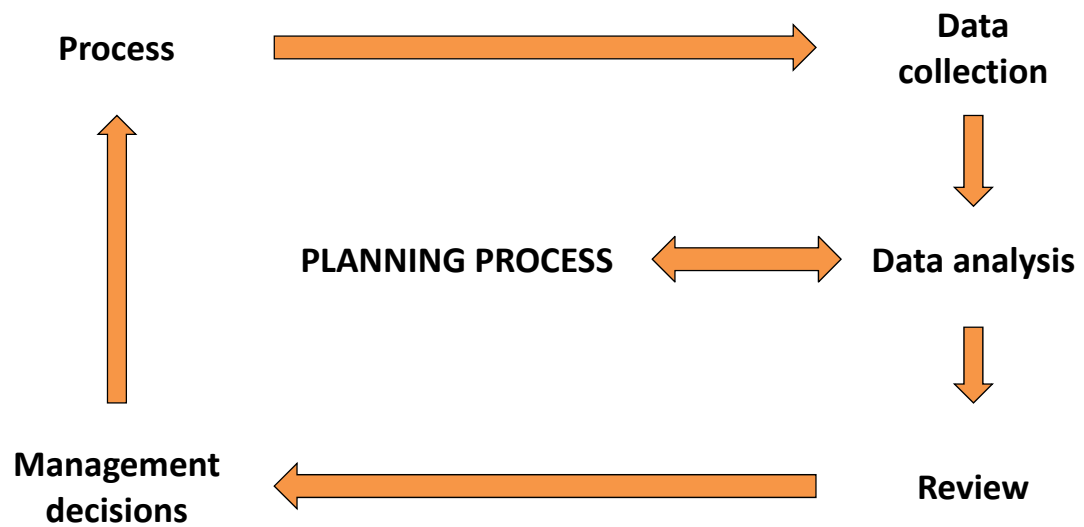 Process
Data
collection
PLANNING PROCESS
Data analysis
Management
decisions
Review